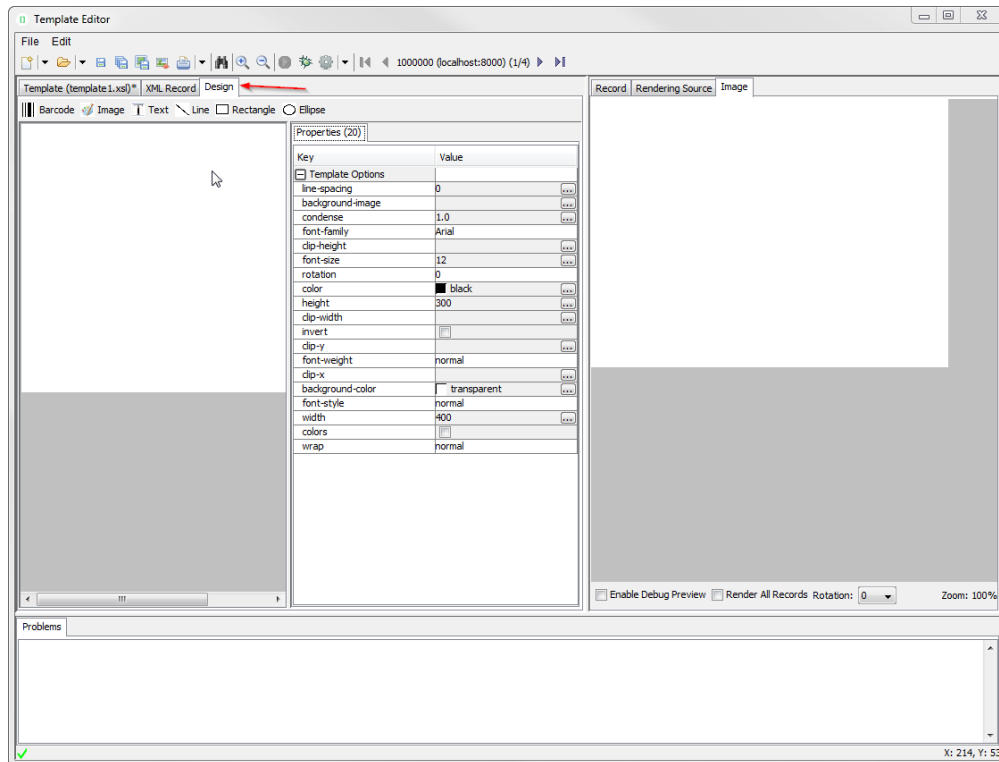 Template Editor
File Edit
1000000 (localhost:8000) (1/4)
Template (template1.xsl)* XML Record Design
Record Rendering Source Image
Barcode Image Text Line Rectangle Ellipse
Properties (20)
Key Value
Template Options
line-spacing 0 ...
background-image ...
condense 1.0 ...
font-family Arial
clip-height ...
font-size 12 ...
rotation 0
color black ...
height 300 ...
clip-width ...
invert
clip-y ...
font-weight normal
clip-x ...
background-color transparent ...
font-style normal
width 400 ...
colors
wrap normal
Enable Debug Preview Render All Records Rotation: 0 Zoom: 100%
Problems
X: 214, Y: 53